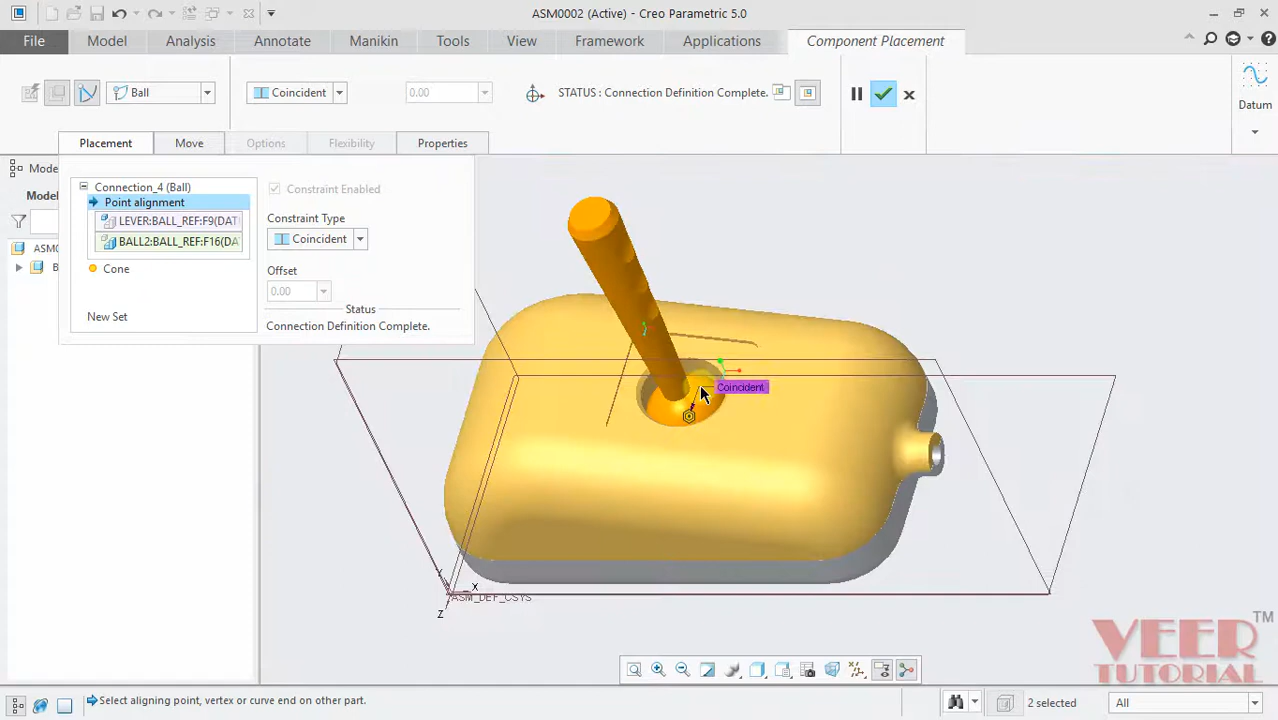 ASM0002 (Active) - Creo Parametric 5.0
File Model Analysis Annotate Manikin Tools View Framework Applications Component Placement
Ball Coincident 0.00 STATUS : Connection Definition Complete. Datum
Placement Move Options Flexibility Properties
Mode
Model
Connection_4 (Ball)
Point alignment
LEVER:BALL_REF:F9(DAT
BALL2:BALL_REF:F16(DA
Cone
New Set
Constraint Enabled
Constraint Type
Coincident
Offset
0.00
Status
Connection Definition Complete.
ASM0
B
Coincident
Y
X
ASM_DEF_CSYS
Z
VEER TM
TUTORIAL
Select aligning point, vertex or curve end on other part.
2 selected
All